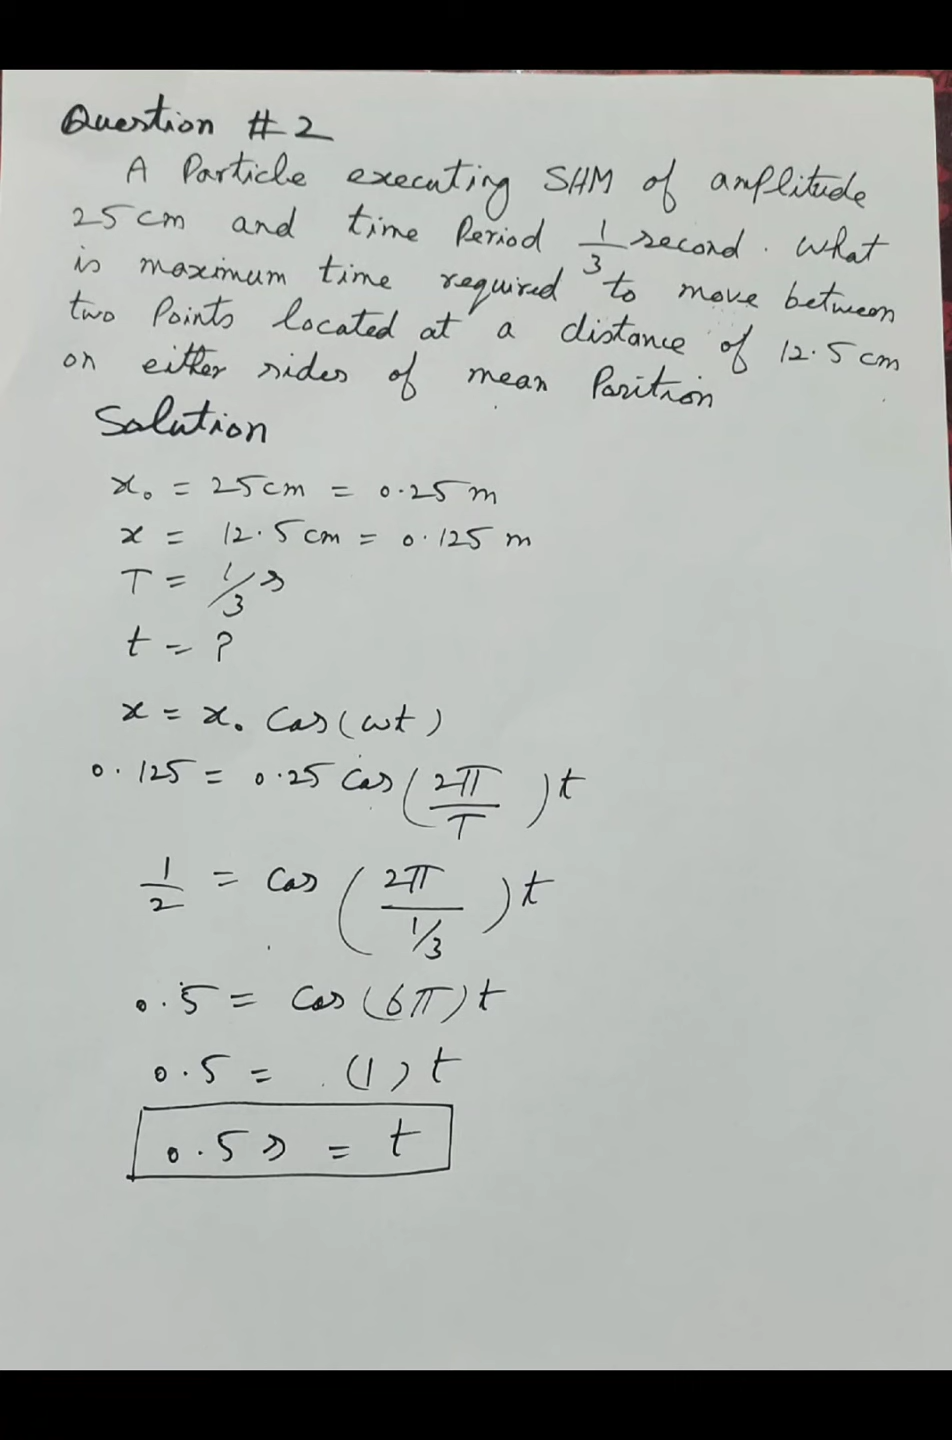 Question #2
A Particle executing SHM of amplitude
25 cm and time Period 1/3 second. What
is maximum time required to move between
two Points located at a distance of 12.5 cm
on either sides of mean Position
Solution
x₀ = 25 cm = 0.25 m
x = 12.5 cm = 0.125 m
T = 1/3 s
t = ?
x = x₀ Cos(ωt)
0.125 = 0.25 Cos(2π/T)t
1/2 = Cos(2π/1/3)t
0.5 = Cos(6π)t
0.5 = (1)t
0.5 s = t